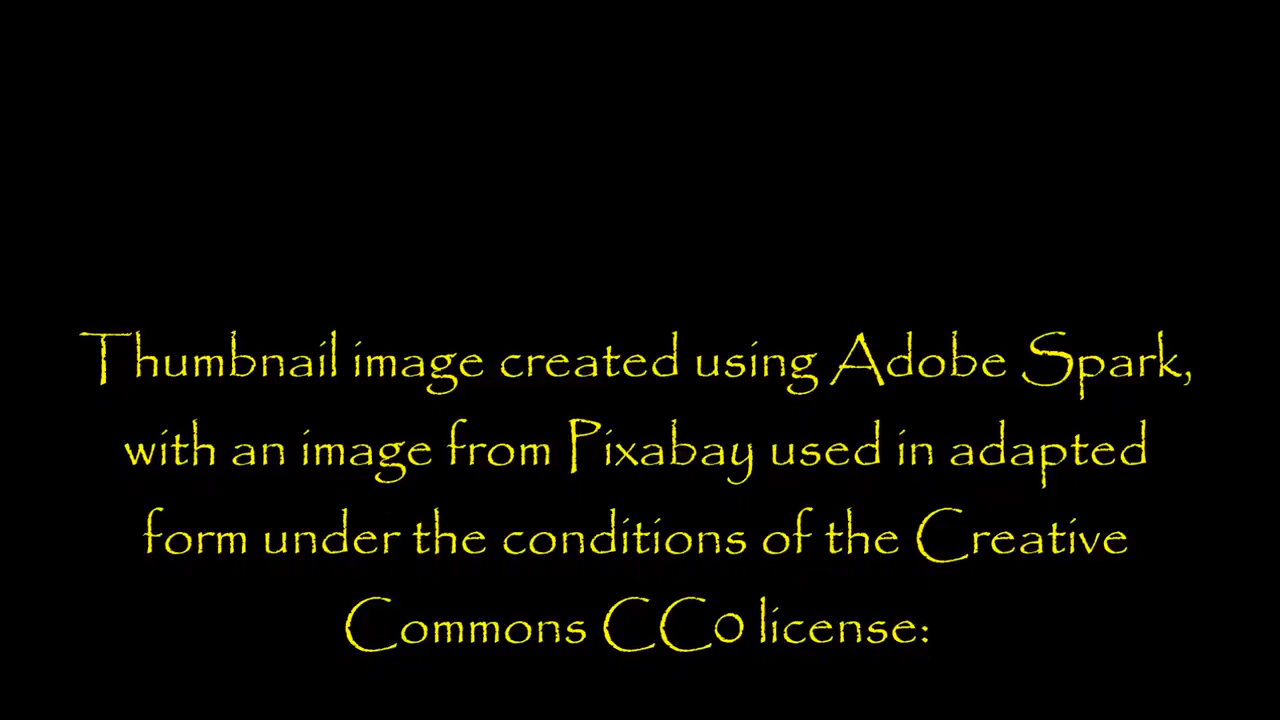 Thumbnail image created using Adobe Spark,
with an image from Pixabay used in adapted
form under the conditions of the Creative
Commons CC0 license: